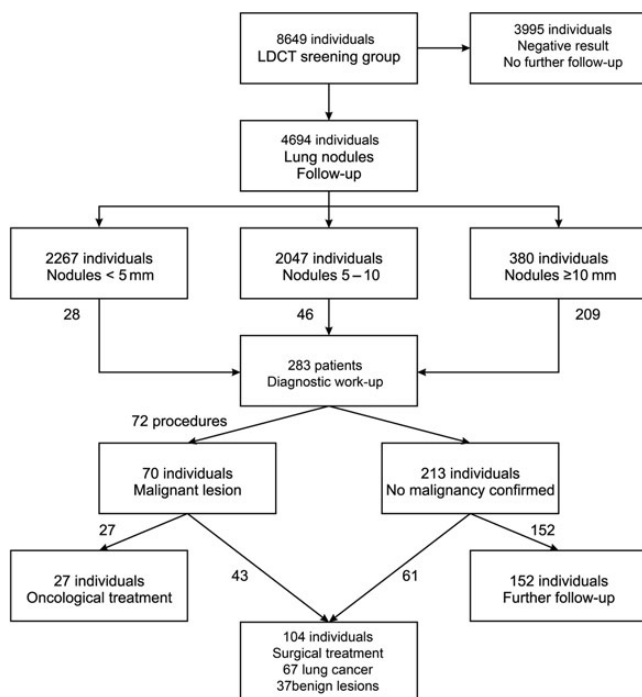 8649 individuals
LDCT sreening group
3995 individuals
Negative result
No further follow-up
4694 individuals
Lung nodules
Follow-up
2267 individuals
Nodules < 5 mm
2047 individuals
Nodules 5 – 10
380 individuals
Nodules ≥10 mm
28
46
209
283 patients
Diagnostic work-up
72 procedures
70 individuals
Malignant lesion
213 individuals
No malignancy confirmed
27
43
61
152
27 individuals
Oncological treatment
152 individuals
Further follow-up
104 individuals
Surgical treatment
67 lung cancer
37benign lesions